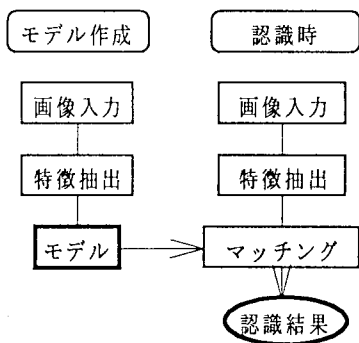 モデル作成
認識時
画像入力
画像入力
特徴抽出
特徴抽出
モデル
マッチング
認識結果